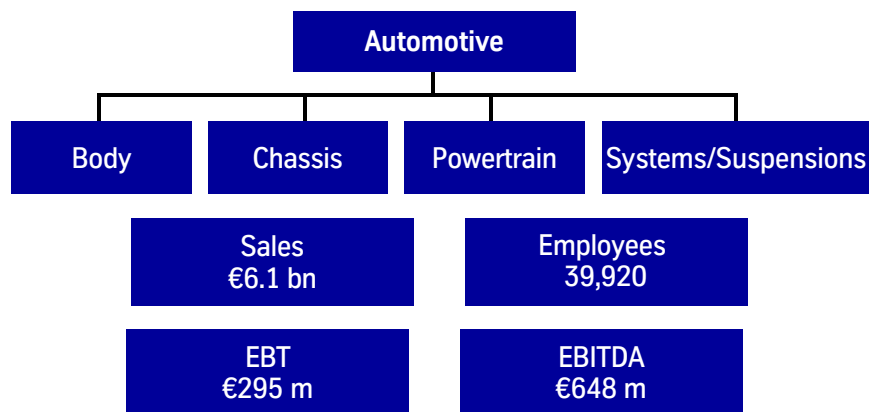 Automotive
Body
Chassis
Powertrain
Systems/Suspensions
Sales
€6.1 bn
Employees
39,920
EBT
€295 m
EBITDA
€648 m